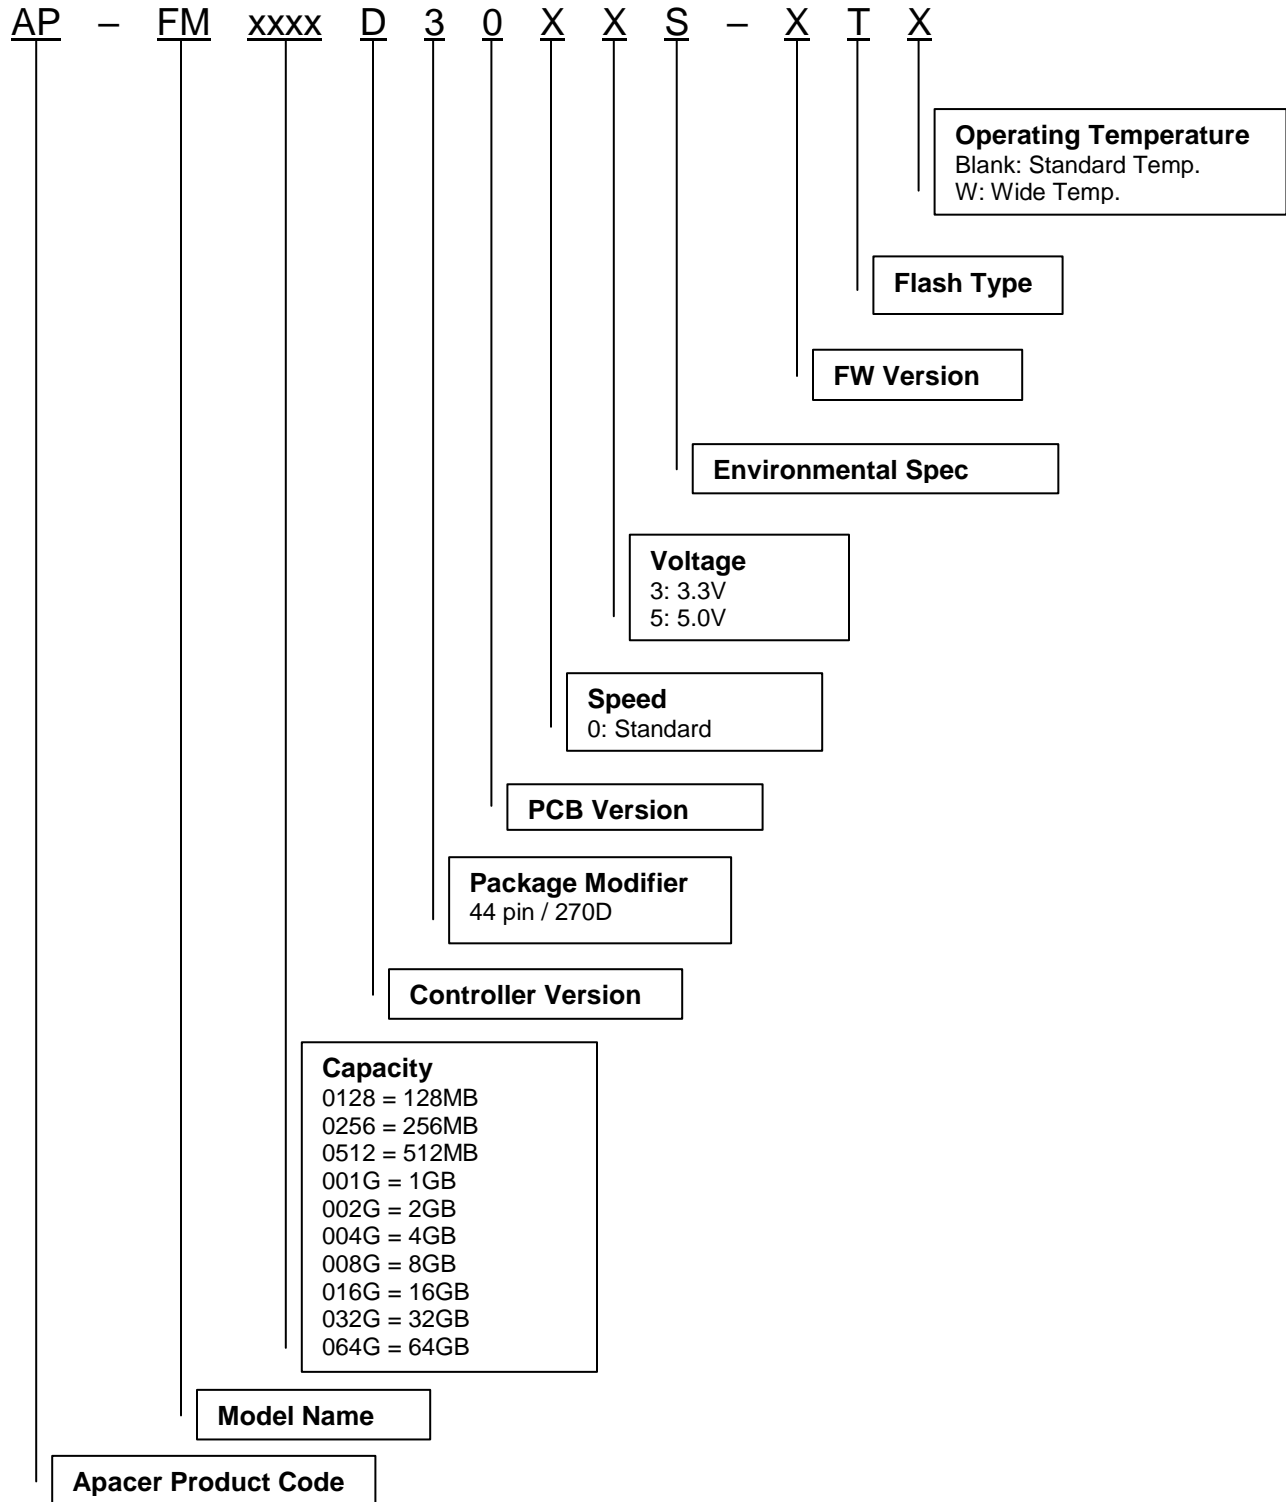 AP – FM xxxx D 3 0 X X S – X T X
Operating Temperature
Blank: Standard Temp.
W: Wide Temp.
Flash Type
FW Version
Environmental Spec
Voltage
3: 3.3V
5: 5.0V
Speed
0: Standard
PCB Version
Package Modifier
44 pin / 270D
Controller Version
Capacity
0128 = 128MB
0256 = 256MB
0512 = 512MB
001G = 1GB
002G = 2GB
004G = 4GB
008G = 8GB
016G = 16GB
032G = 32GB
064G = 64GB
Model Name
Apacer Product Code